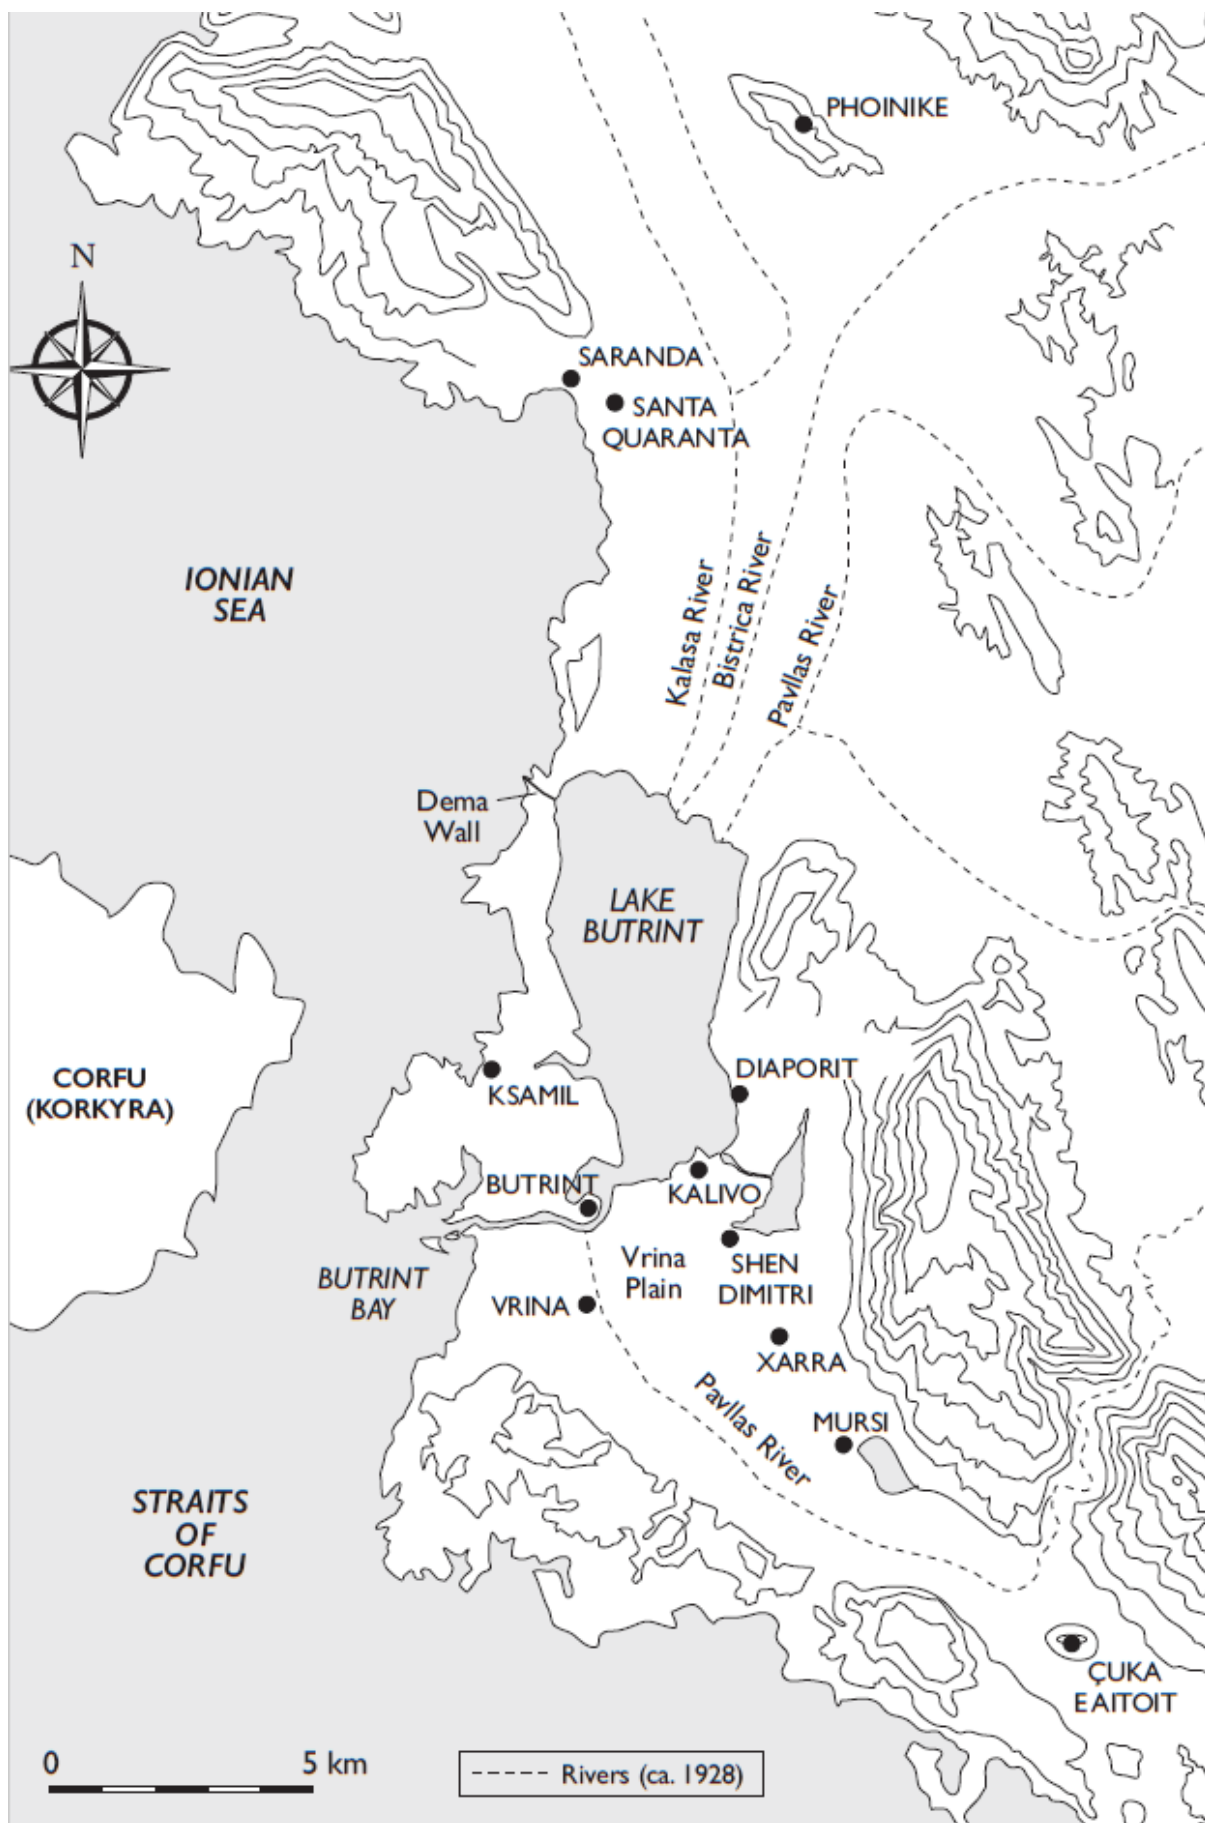 PHOINIKE
N
SARANDA
SANTA
QUARANTA
IONIAN
SEA
Kalasa River
Bistrica River
Pavllas River
Dema
Wall
LAKE
BUTRINT
CORFU
(KORKYRA)
KSAMIL
DIAPORIT
BUTRINT
KALIVO
BUTRINT
BAY
Vrina
Plain
SHEN
DIMITRI
VRINA
XARRA
Pavllas River
MURSI
STRAITS
OF
CORFU
ÇUKA
EAITOIT
0 5 km
Rivers (ca. 1928)